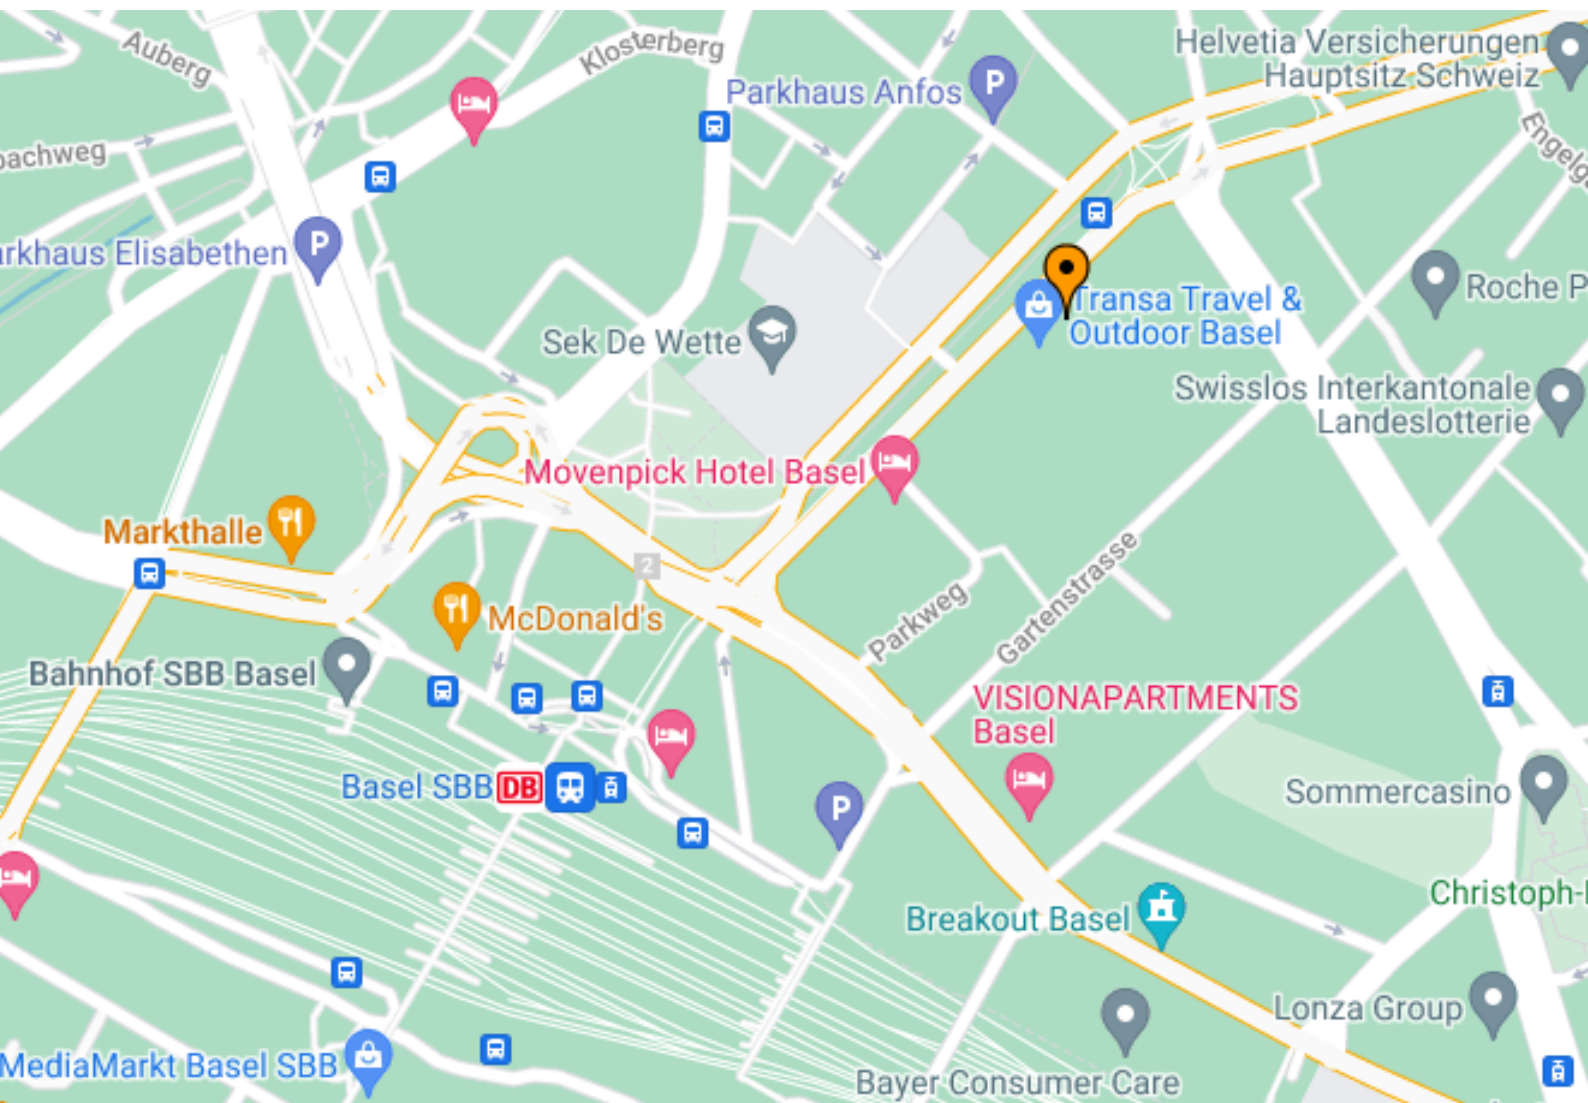 Auberg
Klosterberg
Helvetia Versicherungen
Hauptsitz Schweiz
Parkhaus Anfos
P
Engelg
bachweg
P
arkhaus Elisabethen
Transa Travel &
Outdoor Basel
Roche P
Sek De Wette
Swisslos Interkantonale
Landeslotterie
Movenpick Hotel Basel
Markthalle
2
McDonald's
Parkweg
Gartenstrasse
Bahnhof SBB Basel
VISIONAPARTMENTS
Basel
Basel SBB DB
P
Sommercasino
Christoph-
Breakout Basel
Lonza Group
MediaMarkt Basel SBB
Bayer Consumer Care